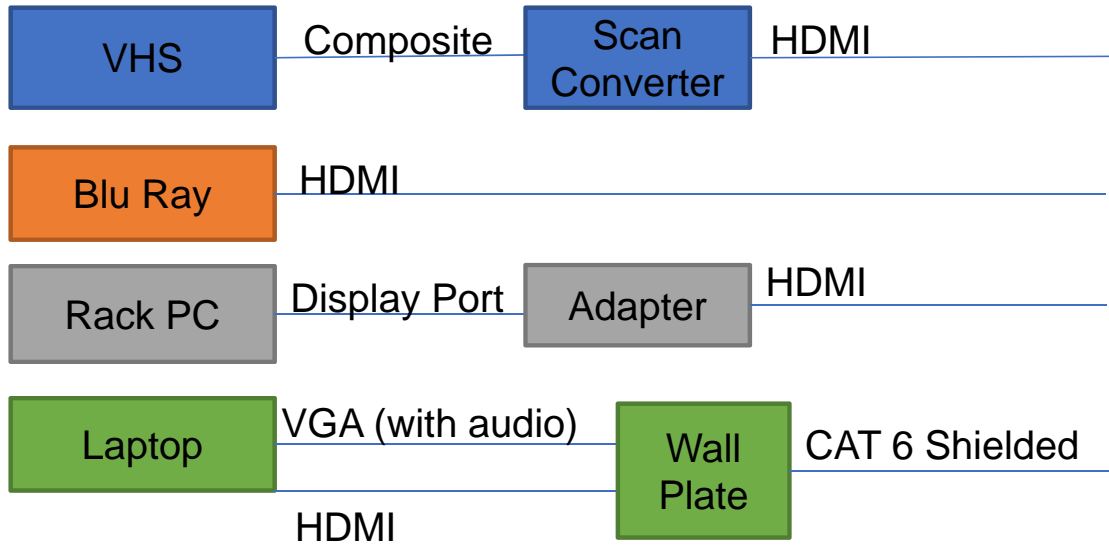 VHS
Composite
Scan
Converter
HDMI
Blu Ray
HDMI
Rack PC
Display Port
Adapter
HDMI
Laptop
VGA (with audio)
HDMI
Wall
Plate
CAT 6 Shielded